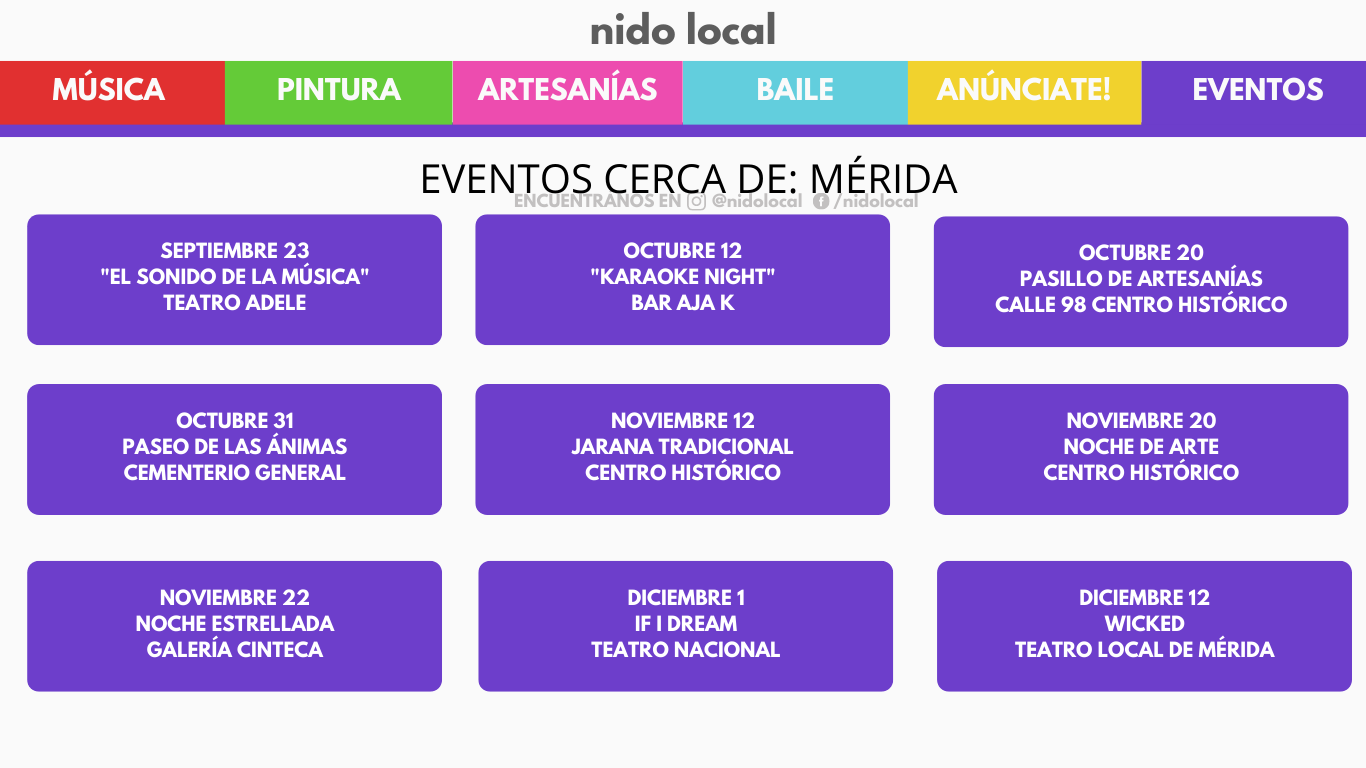 nido local
MÚSICA
PINTURA
ARTESANÍAS
BAILE
ANÚNCIATE!
EVENTOS
EVENTOS CERCA DE: MÉRIDA
ENCUENTRANOS EN @nidolocal /nidolocal
SEPTIEMBRE 23
"EL SONIDO DE LA MÚSICA"
TEATRO ADELE
OCTUBRE 12
"KARAOKE NIGHT"
BAR AJA K
OCTUBRE 20
PASILLO DE ARTESANÍAS
CALLE 98 CENTRO HISTÓRICO
OCTUBRE 31
PASEO DE LAS ÁNIMAS
CEMENTERIO GENERAL
NOVIEMBRE 12
JARANA TRADICIONAL
CENTRO HISTÓRICO
NOVIEMBRE 20
NOCHE DE ARTE
CENTRO HISTÓRICO
NOVIEMBRE 22
NOCHE ESTRELLADA
GALERÍA CINTECA
DICIEMBRE 1
IF I DREAM
TEATRO NACIONAL
DICIEMBRE 12
WICKED
TEATRO LOCAL DE MÉRIDA